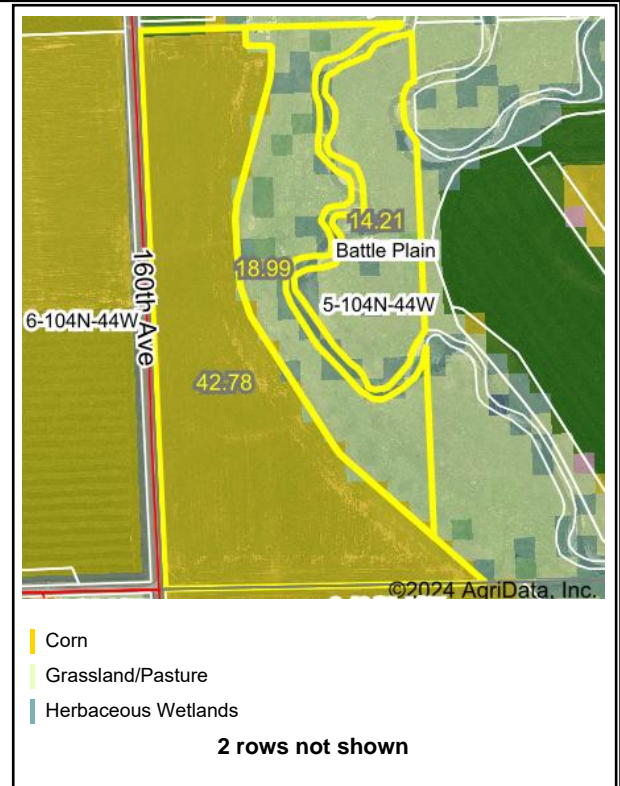 14.21
Battle Plain
18.99
160th Ave
5-104N-44W
6-104N-44W
42.78
©2024 AgriData, Inc.
Corn
Grassland/Pasture
Herbaceous Wetlands
2 rows not shown